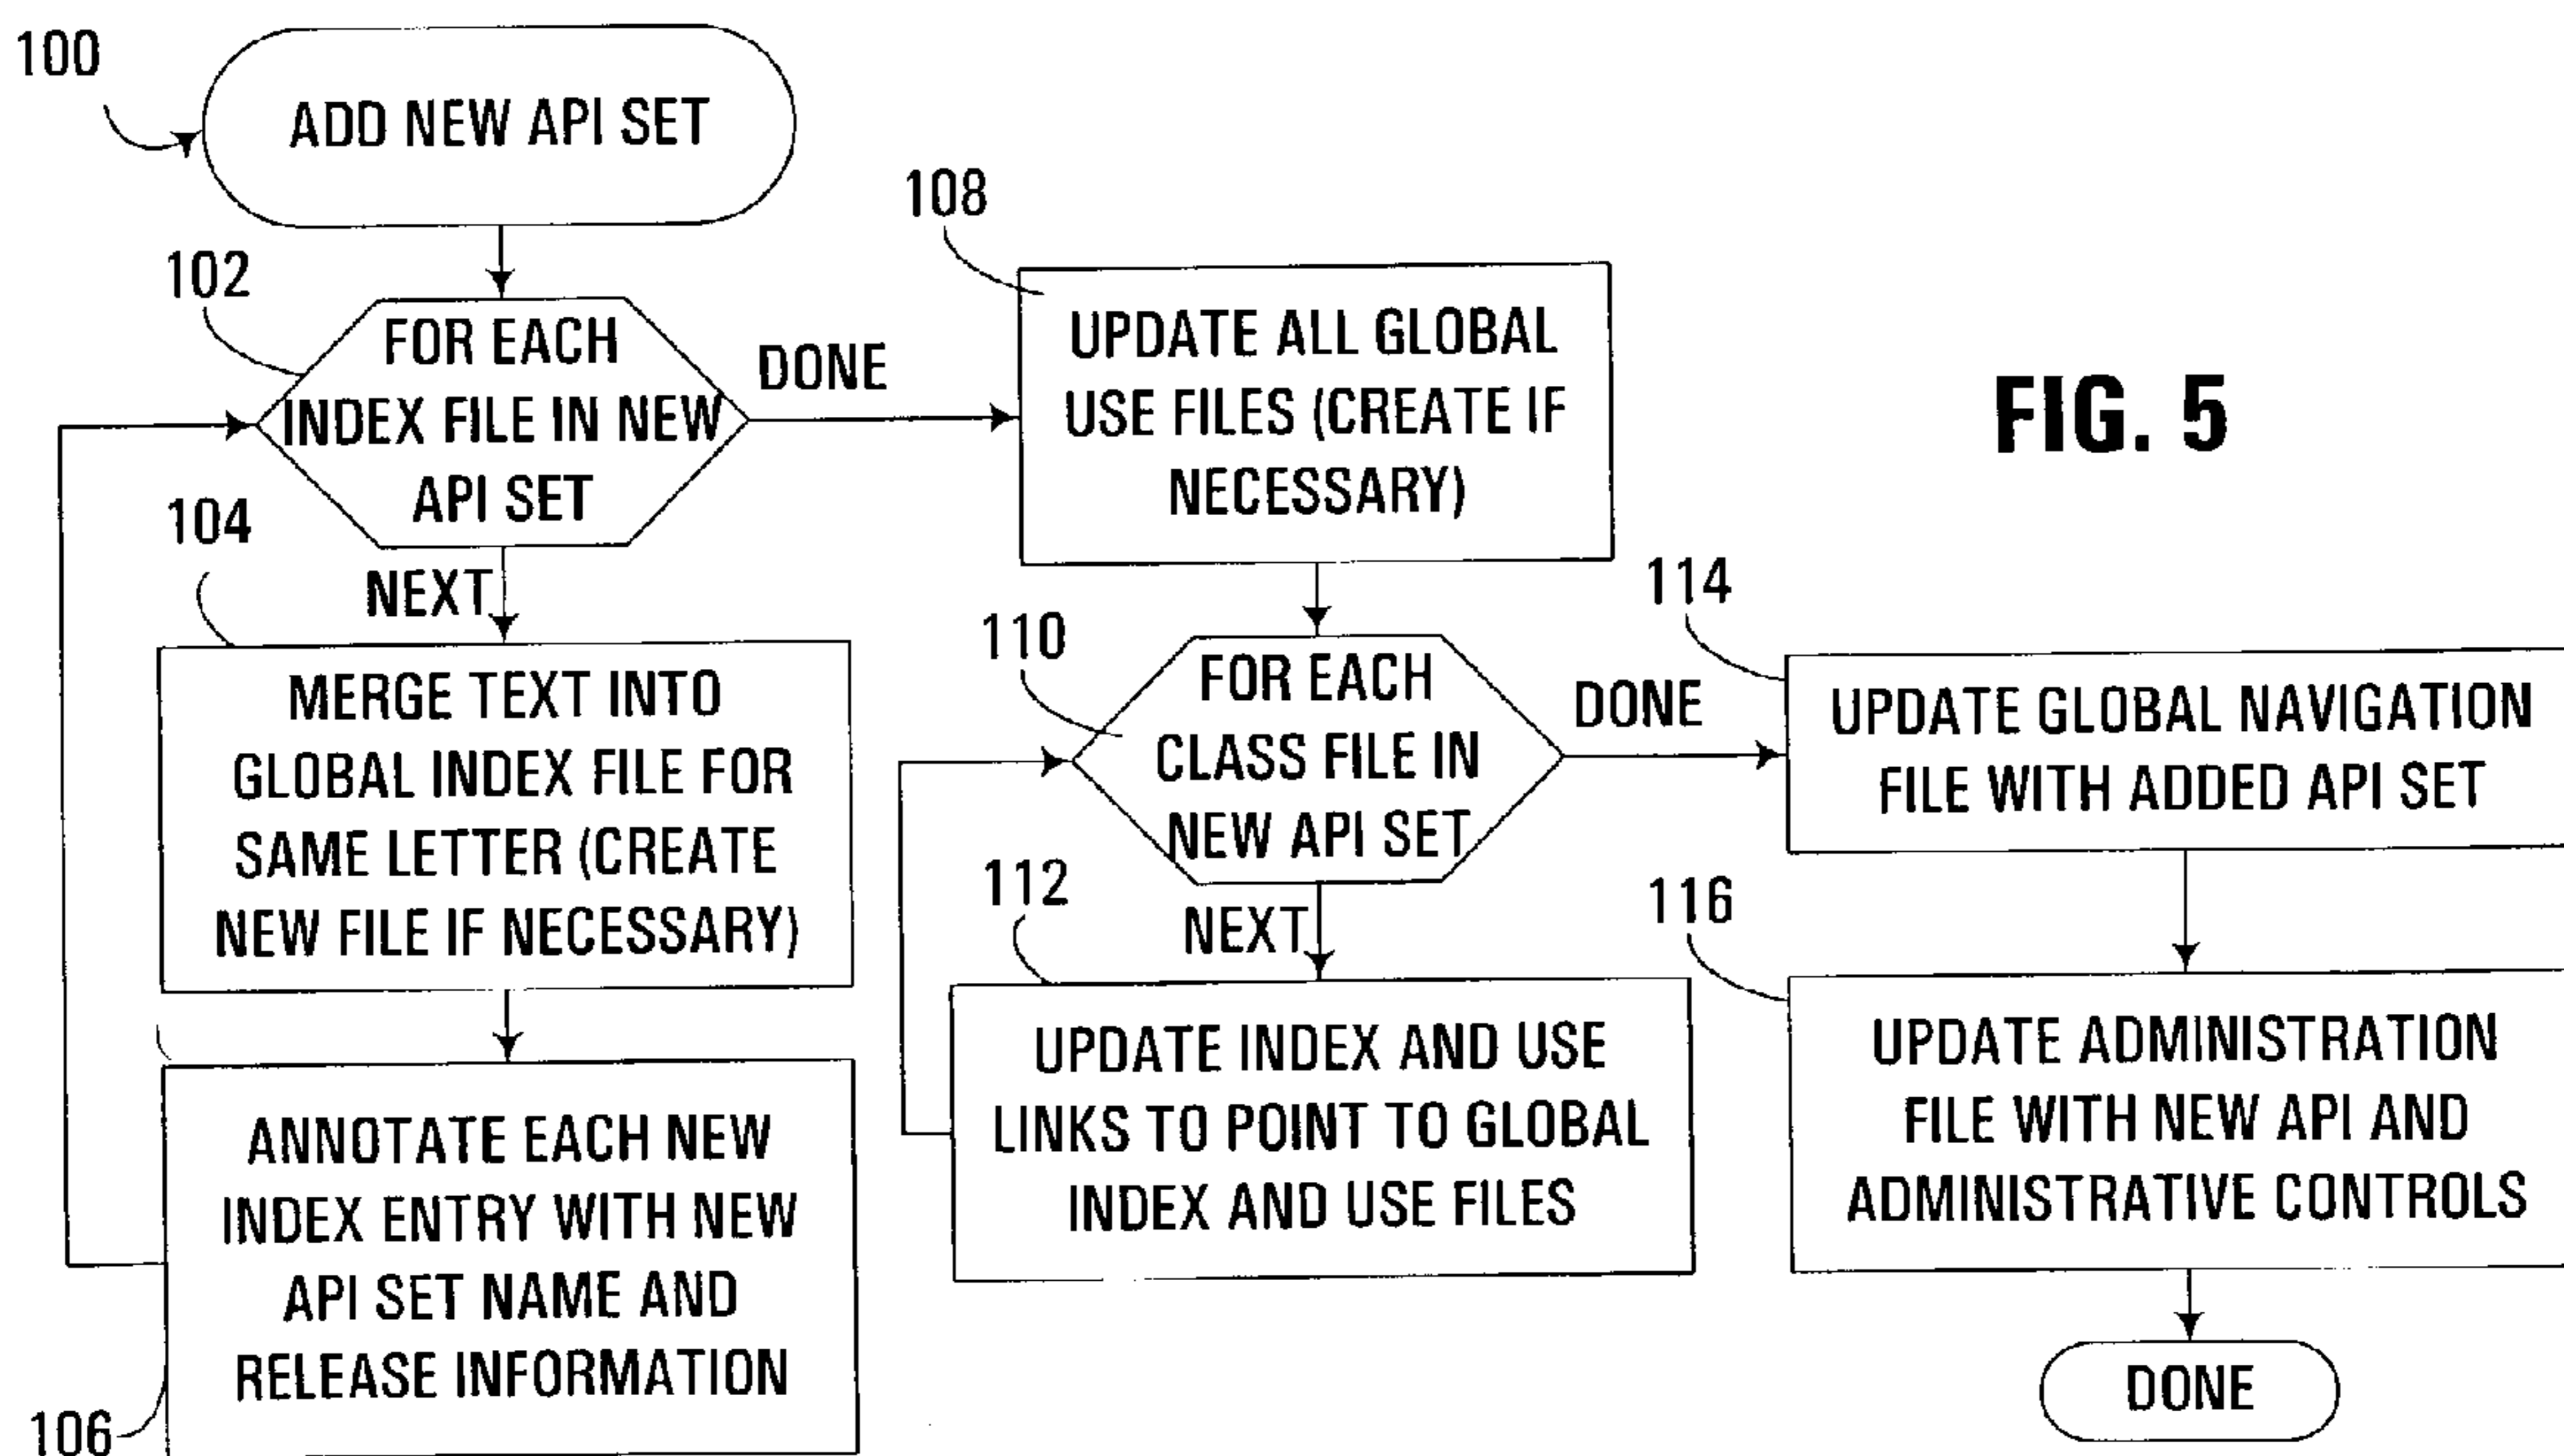 100
ADD NEW API SET
102
FOR EACH
INDEX FILE IN NEW
API SET
DONE
NEXT
104
MERGE TEXT INTO
GLOBAL INDEX FILE FOR
SAME LETTER (CREATE
NEW FILE IF NECESSARY)
ANNOTATE EACH NEW
INDEX ENTRY WITH NEW
API SET NAME AND
RELEASE INFORMATION
106
108
UPDATE ALL GLOBAL
USE FILES (CREATE IF
NECESSARY)
110
FOR EACH
CLASS FILE IN
NEW API SET
DONE
NEXT
112
UPDATE INDEX AND USE
LINKS TO POINT TO GLOBAL
INDEX AND USE FILES
FIG. 5
114
UPDATE GLOBAL NAVIGATION
FILE WITH ADDED API SET
116
UPDATE ADMINISTRATION
FILE WITH NEW API AND
ADMINISTRATIVE CONTROLS
DONE